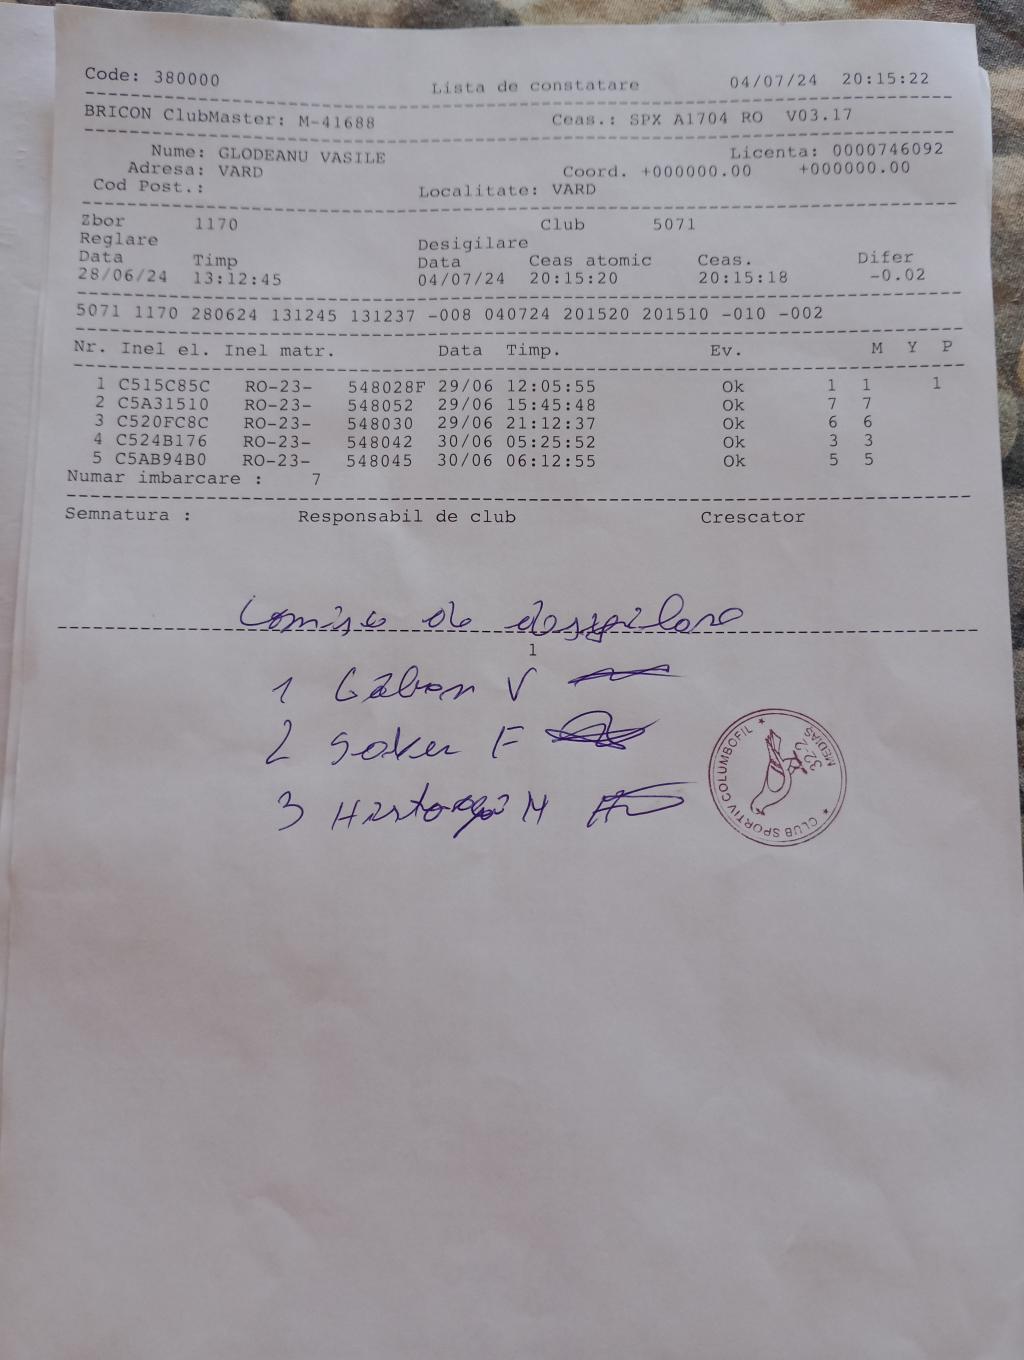 Code: 380000 Lista de constatare 04/07/24 20:15:22
BRICON ClubMaster: M-41688 Ceas.: SPX A1704 RO V03.17
Nume: GLODEANU VASILE Licenta: 0000746092
Adresa: VARD Coord. +000000.00 +000000.00
Cod Post.: Localitate: VARD
Zbor 1170 Club 5071
Reglare Desigilare
Data Timp Data Ceas atomic Ceas. Difer
28/06/24 13:12:45 04/07/24 20:15:20 20:15:18 -0.02
5071 1170 280624 131245 131237 -008 040724 201520 201510 -010 -002
Nr. Inel el. Inel matr. Data Timp. Ev. M Y P
1 C515C85C RO-23- 548028F 29/06 12:05:55 Ok 1 1 1
2 C5A31510 RO-23- 548052 29/06 15:45:48 Ok 7 7
3 C520FC8C RO-23- 548030 29/06 21:12:37 Ok 6 6
4 C524B176 RO-23- 548042 30/06 05:25:52 Ok 3 3
5 C5AB94B0 RO-23- 548045 30/06 06:12:55 Ok 5 5
Numar imbarcare : 7
Semnatura : Responsabil de club Crescator
Comisia de desigilare
1
1 V
2 F
3 M
CLUB SPORTIV COLUMBOFIL
MEDIAS